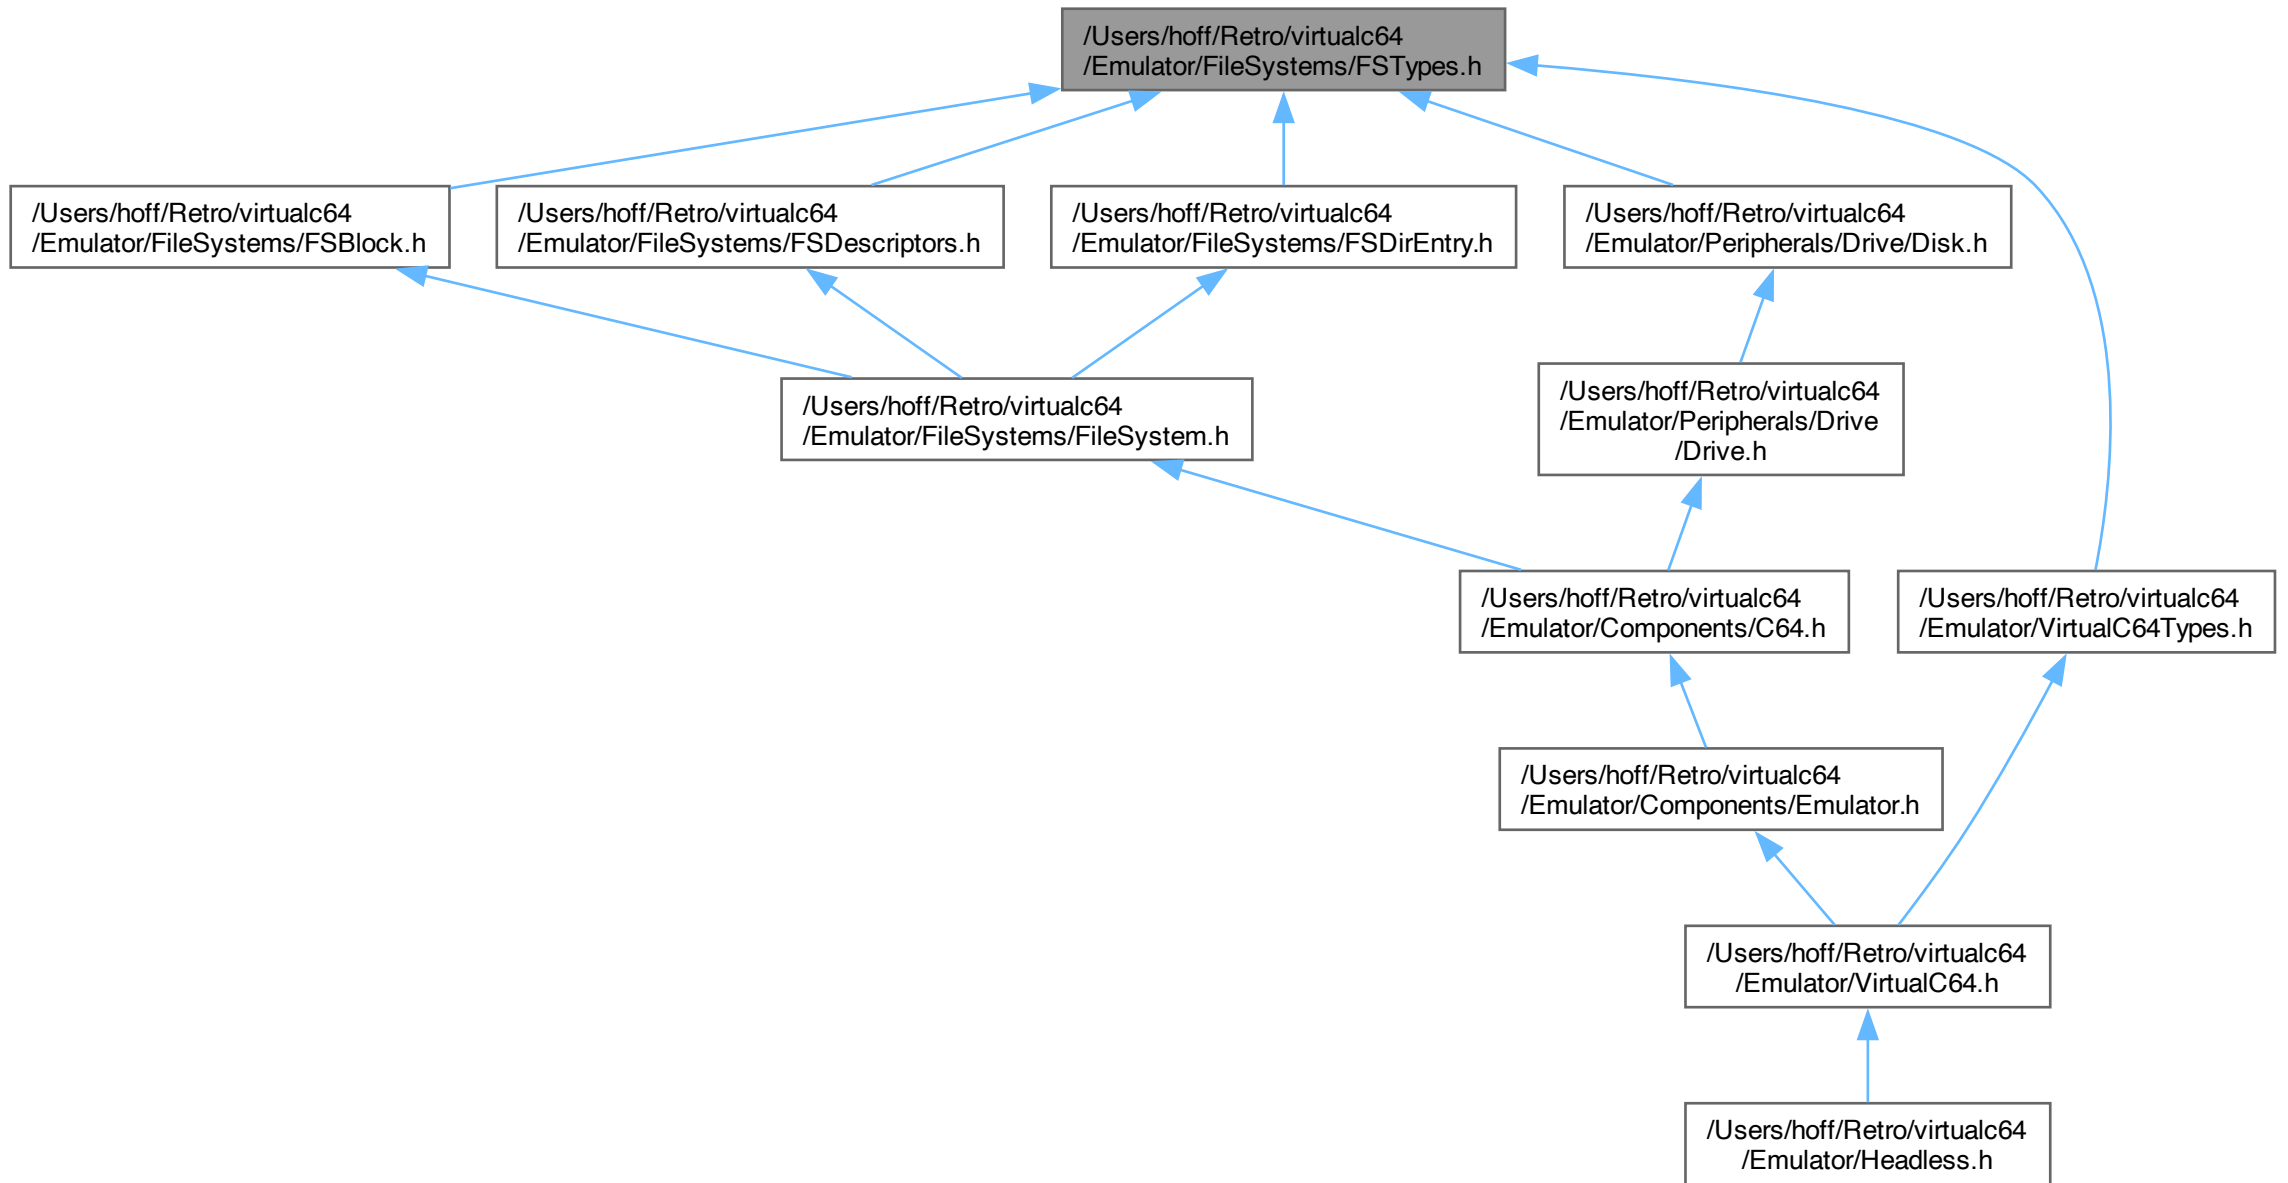 /Users/hoff/Retro/virtualc64
/Emulator/FileSystems/FSTypes.h
/Users/hoff/Retro/virtualc64
/Emulator/FileSystems/FSBlock.h
/Users/hoff/Retro/virtualc64
/Emulator/FileSystems/FSDescriptors.h
/Users/hoff/Retro/virtualc64
/Emulator/FileSystems/FSDirEntry.h
/Users/hoff/Retro/virtualc64
/Emulator/Peripherals/Drive/Disk.h
/Users/hoff/Retro/virtualc64
/Emulator/FileSystems/FileSystem.h
/Users/hoff/Retro/virtualc64
/Emulator/Peripherals/Drive
/Drive.h
/Users/hoff/Retro/virtualc64
/Emulator/Components/C64.h
/Users/hoff/Retro/virtualc64
/Emulator/VirtualC64Types.h
/Users/hoff/Retro/virtualc64
/Emulator/Components/Emulator.h
/Users/hoff/Retro/virtualc64
/Emulator/VirtualC64.h
/Users/hoff/Retro/virtualc64
/Emulator/Headless.h